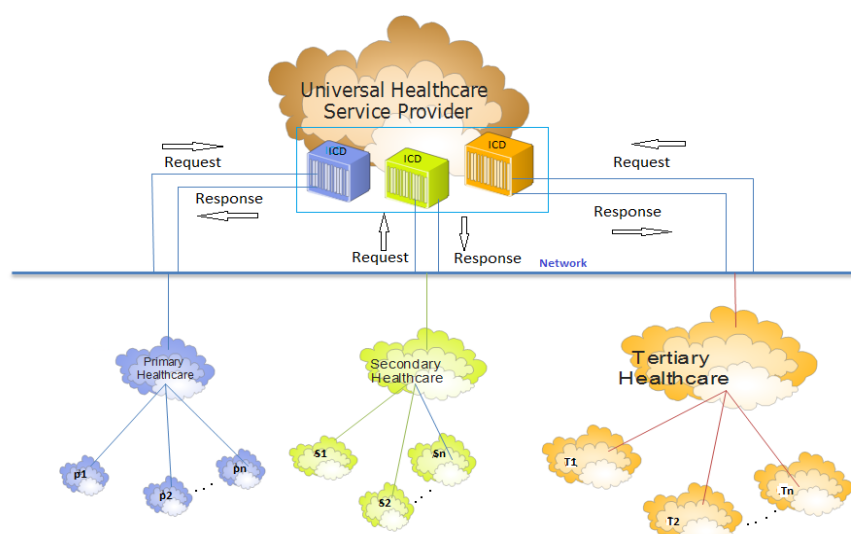 Universal Healthcare
Service Provider
ICD
ICD
ICD
Request
Request
Response
Response
Request
Response
Network
Primary
Healthcare
Secondary
Healthcare
Tertiary
Healthcare
p1
p2
pn
S1
S2
Sn
T1
T2
.Tn